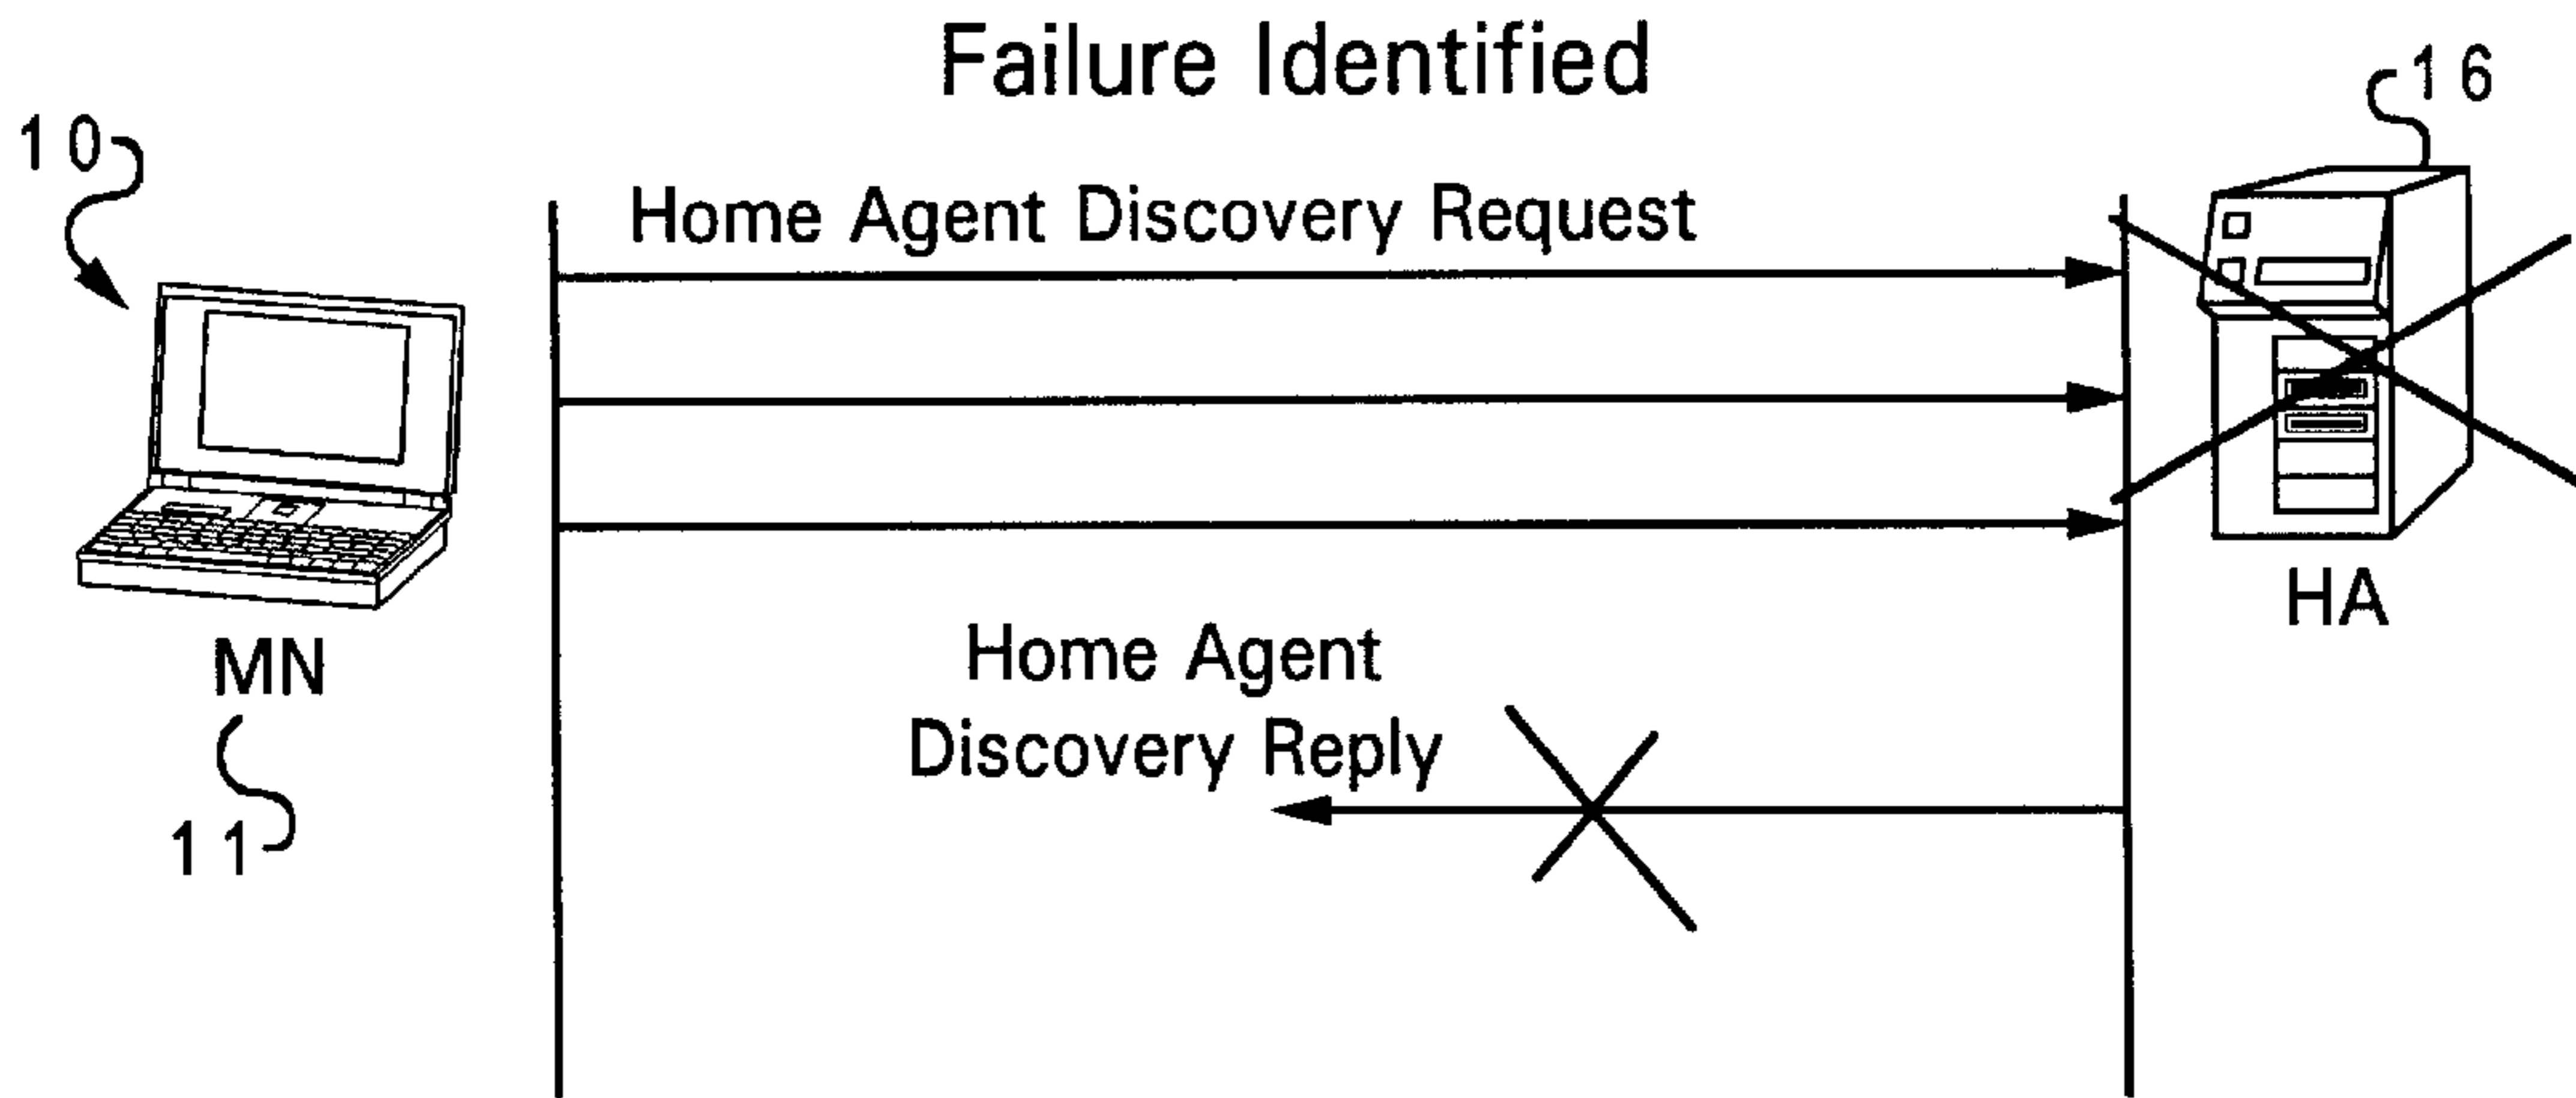 Failure Identified
16
10
Home Agent Discovery Request
HA
MN
Home Agent
Discovery Reply
11